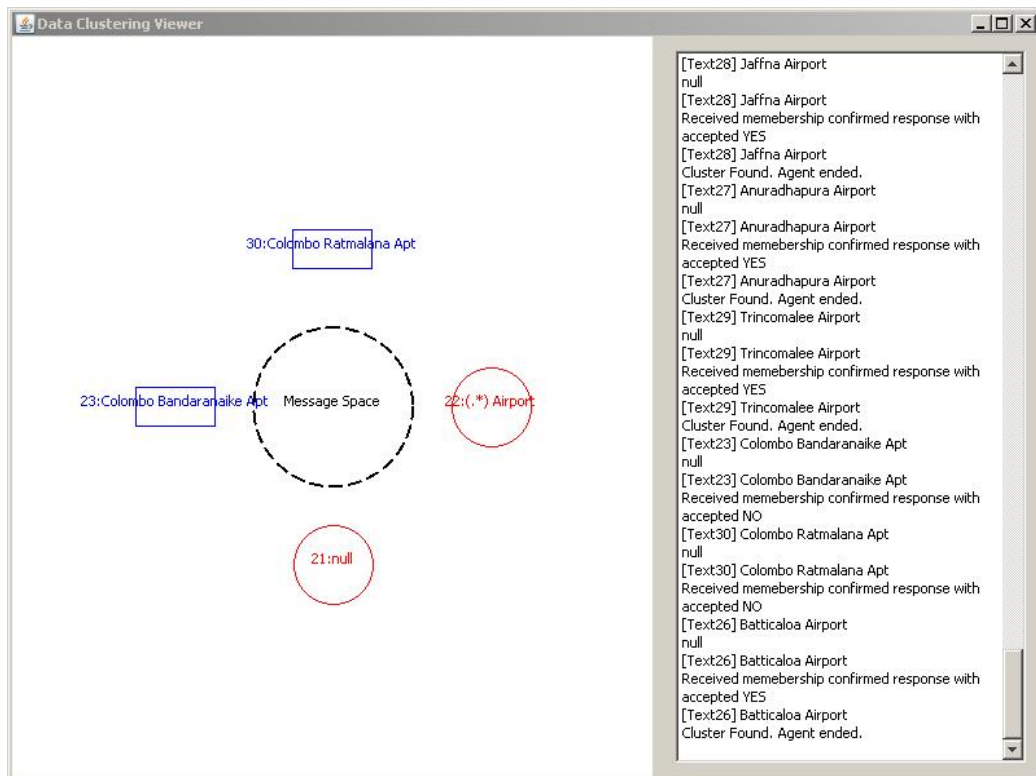 Data Clustering Viewer
30:Colombo Ratmalana Apt
23:Colombo Bandaranaike Apt
Message Space
22:(.*) Airport
21:null
[Text28] Jaffna Airport
null
[Text28] Jaffna Airport
Received memebership confirmed response with
accepted YES
[Text28] Jaffna Airport
Cluster Found. Agent ended.
[Text27] Anuradhapura Airport
null
[Text27] Anuradhapura Airport
Received memebership confirmed response with
accepted YES
[Text27] Anuradhapura Airport
Cluster Found. Agent ended.
[Text29] Trincomalee Airport
null
[Text29] Trincomalee Airport
Received memebership confirmed response with
accepted YES
[Text29] Trincomalee Airport
Cluster Found. Agent ended.
[Text23] Colombo Bandaranaike Apt
null
[Text23] Colombo Bandaranaike Apt
Received memebership confirmed response with
accepted NO
[Text30] Colombo Ratmalana Apt
null
[Text30] Colombo Ratmalana Apt
Received memebership confirmed response with
accepted NO
[Text26] Batticaloa Airport
null
[Text26] Batticaloa Airport
Received memebership confirmed response with
accepted YES
[Text26] Batticaloa Airport
Cluster Found. Agent ended.